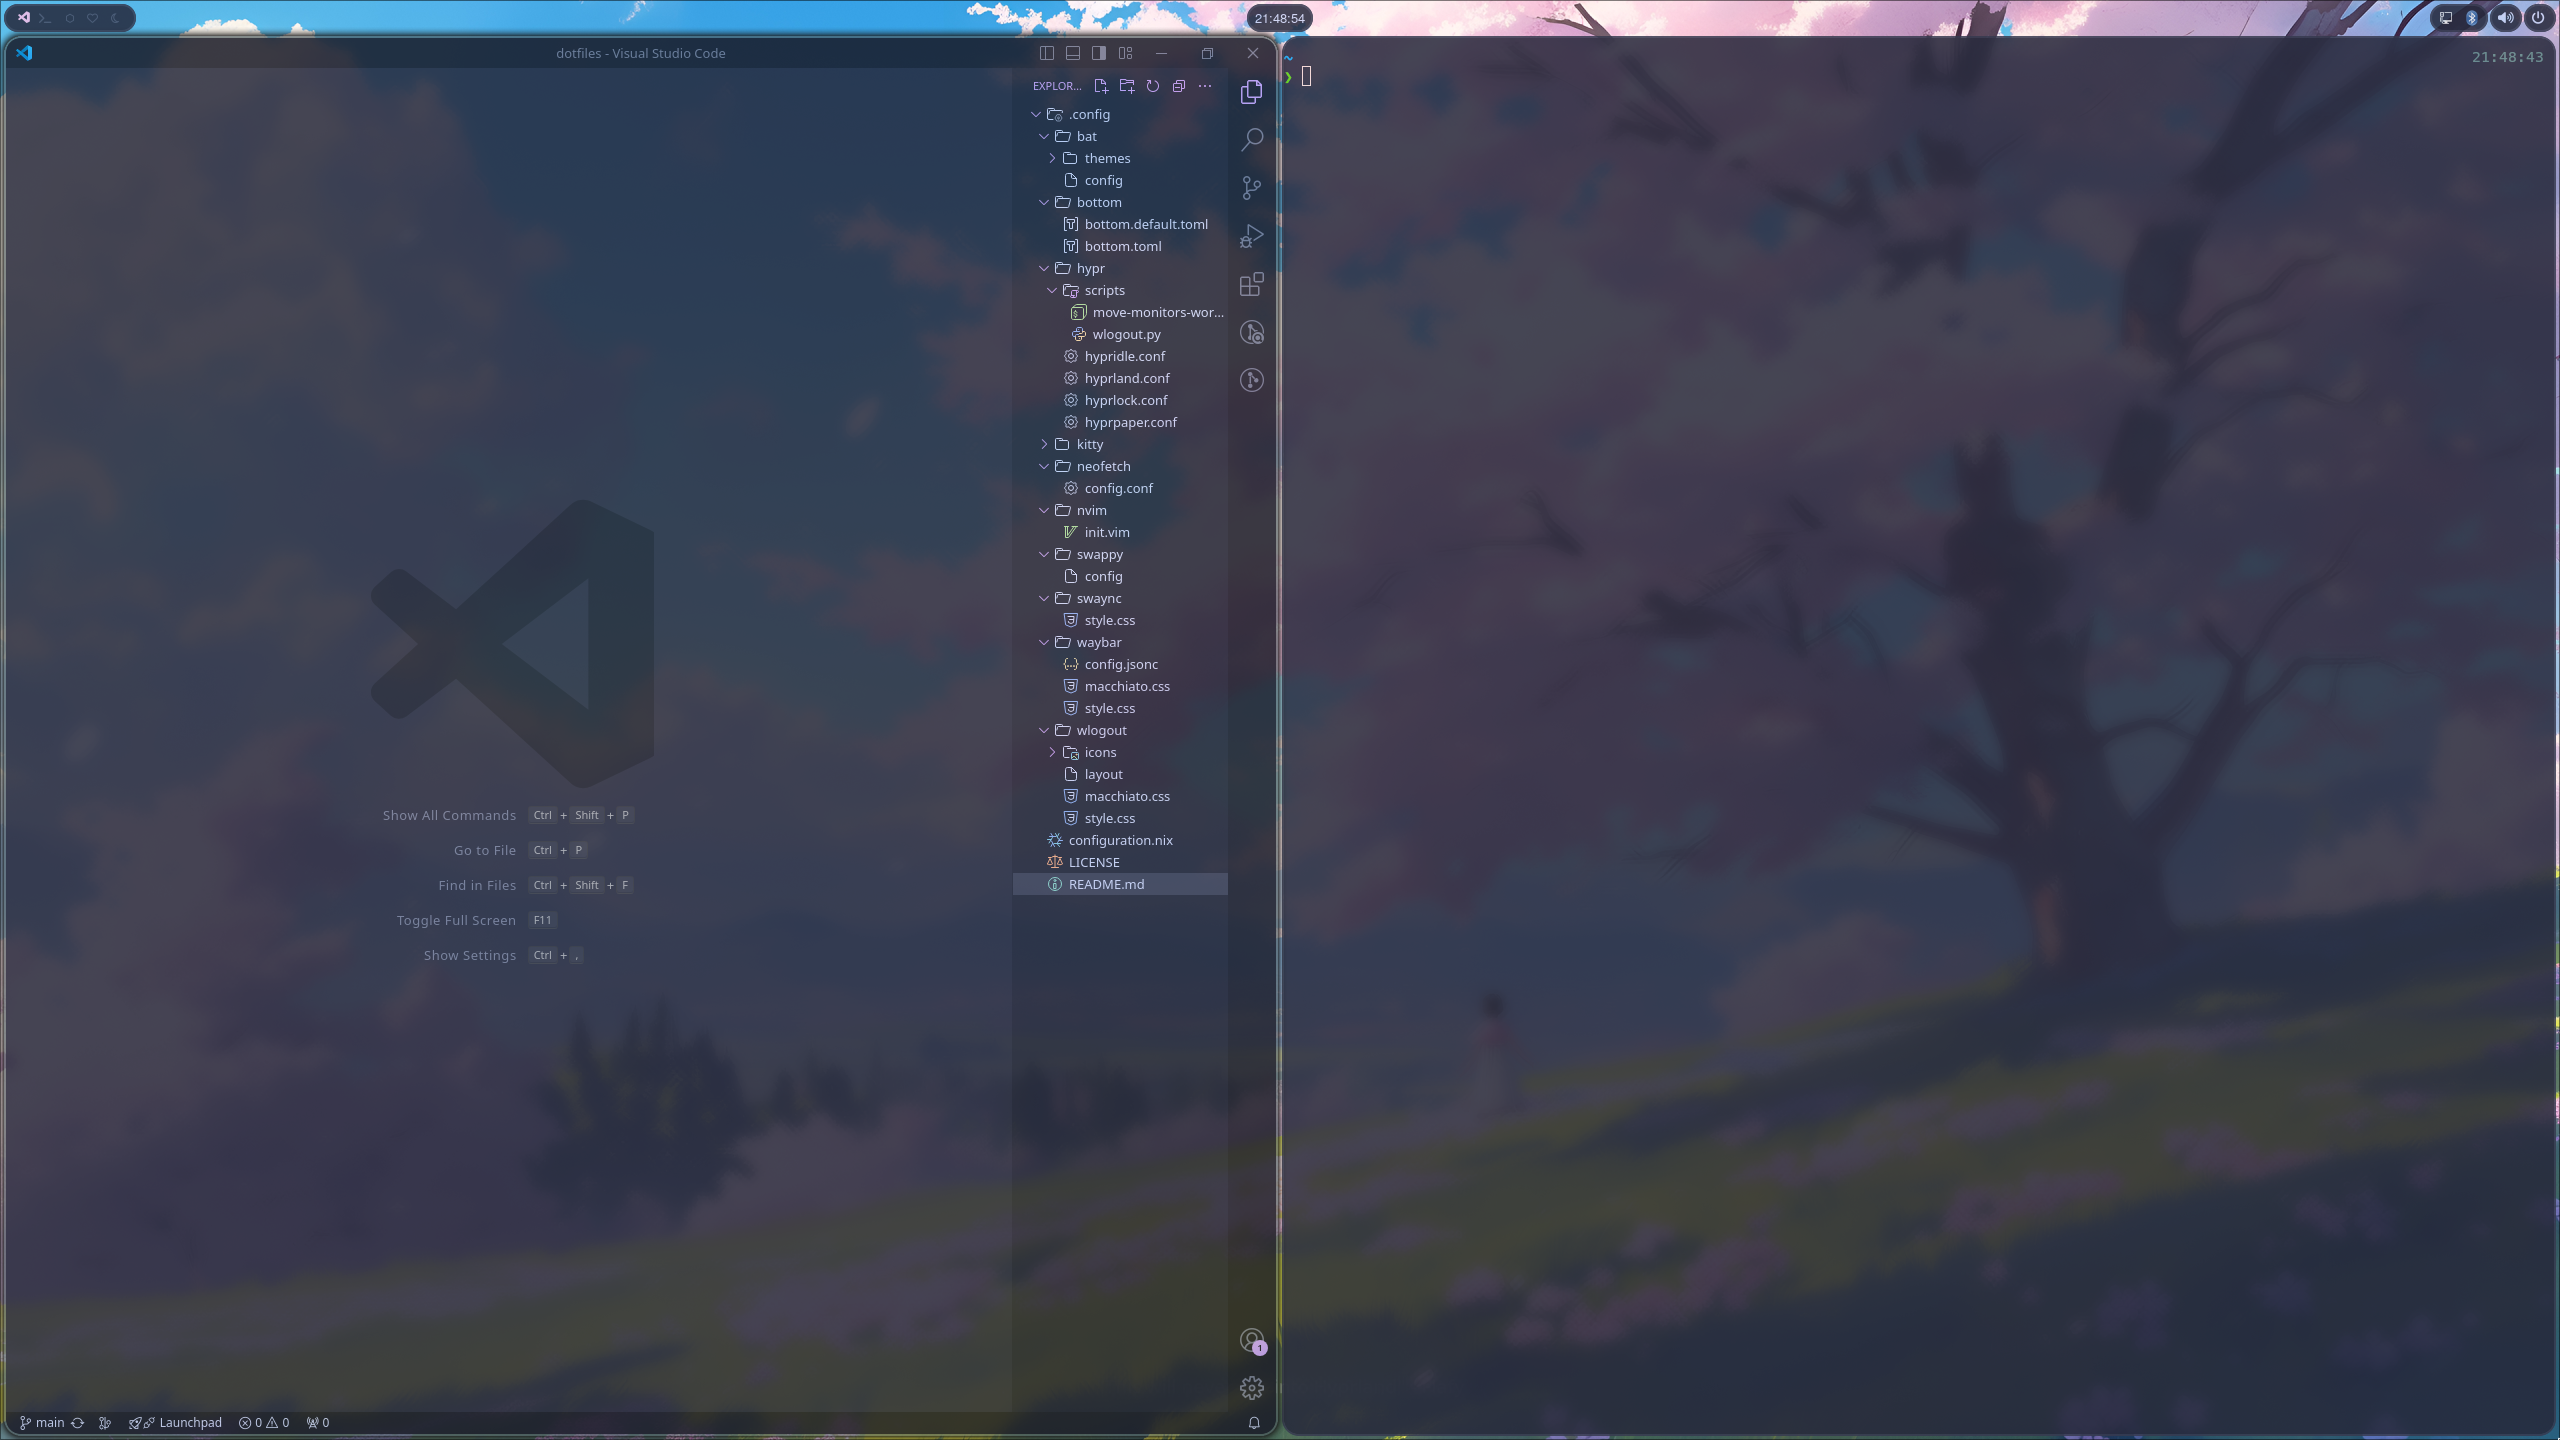 21:48:54
dotfiles - Visual Studio Code
EXPLOR...
.config
bat
themes
config
bottom
bottom.default.toml
bottom.toml
hypr
scripts
move-monitors-wor...
wlogout.py
hypridle.conf
hyprland.conf
hyprlock.conf
hyprpaper.conf
kitty
neofetch
config.conf
nvim
init.vim
swappy
config
swaync
style.css
waybar
config.jsonc
macchiato.css
style.css
wlogout
icons
layout
macchiato.css
style.css
configuration.nix
LICENSE
README.md
Show All Commands Ctrl + Shift + P
Go to File Ctrl + P
Find in Files Ctrl + Shift + F
Toggle Full Screen F11
Show Settings Ctrl + ,
1
main Launchpad 0 0 0
~ 21:48:43
❯